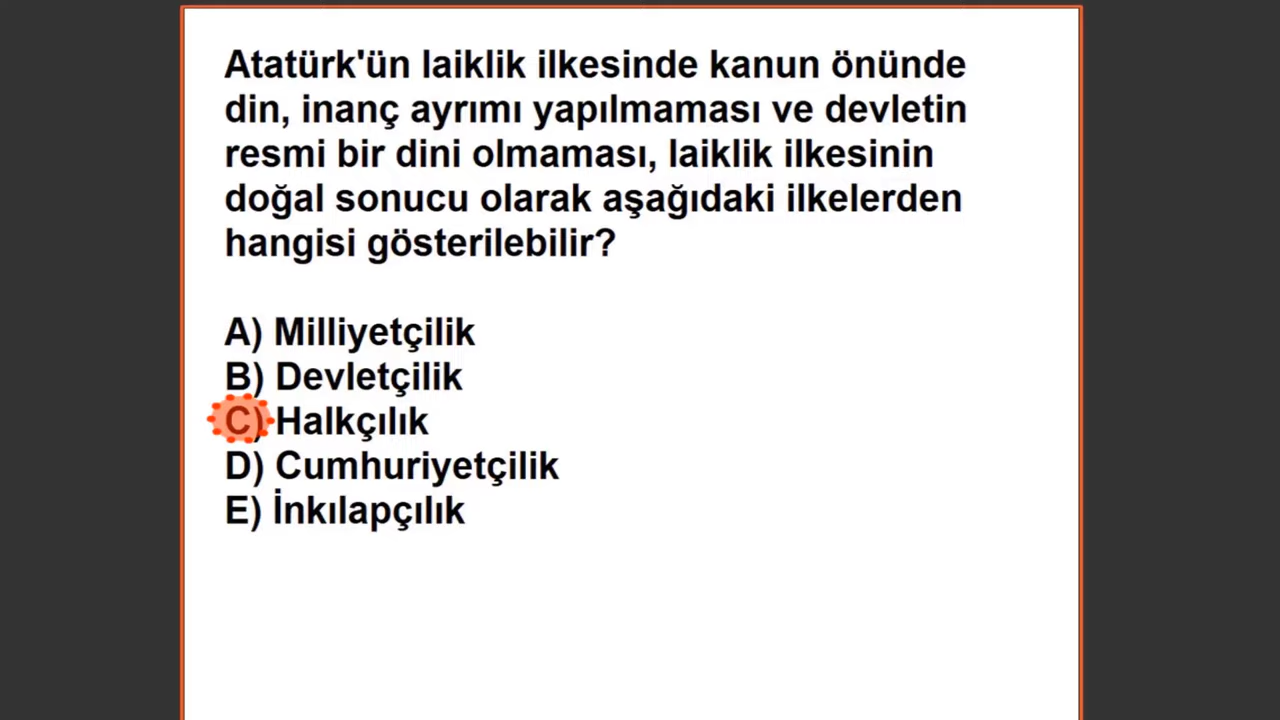 Atatürk'ün laiklik ilkesinde kanun önünde
din, inanç ayrımı yapılmaması ve devletin
resmi bir dini olmaması, laiklik ilkesinin
doğal sonucu olarak aşağıdaki ilkelerden
hangisi gösterilebilir?
A) Milliyetçilik
B) Devletçilik
C) Halkçılık
D) Cumhuriyetçilik
E) İnkılapçılık